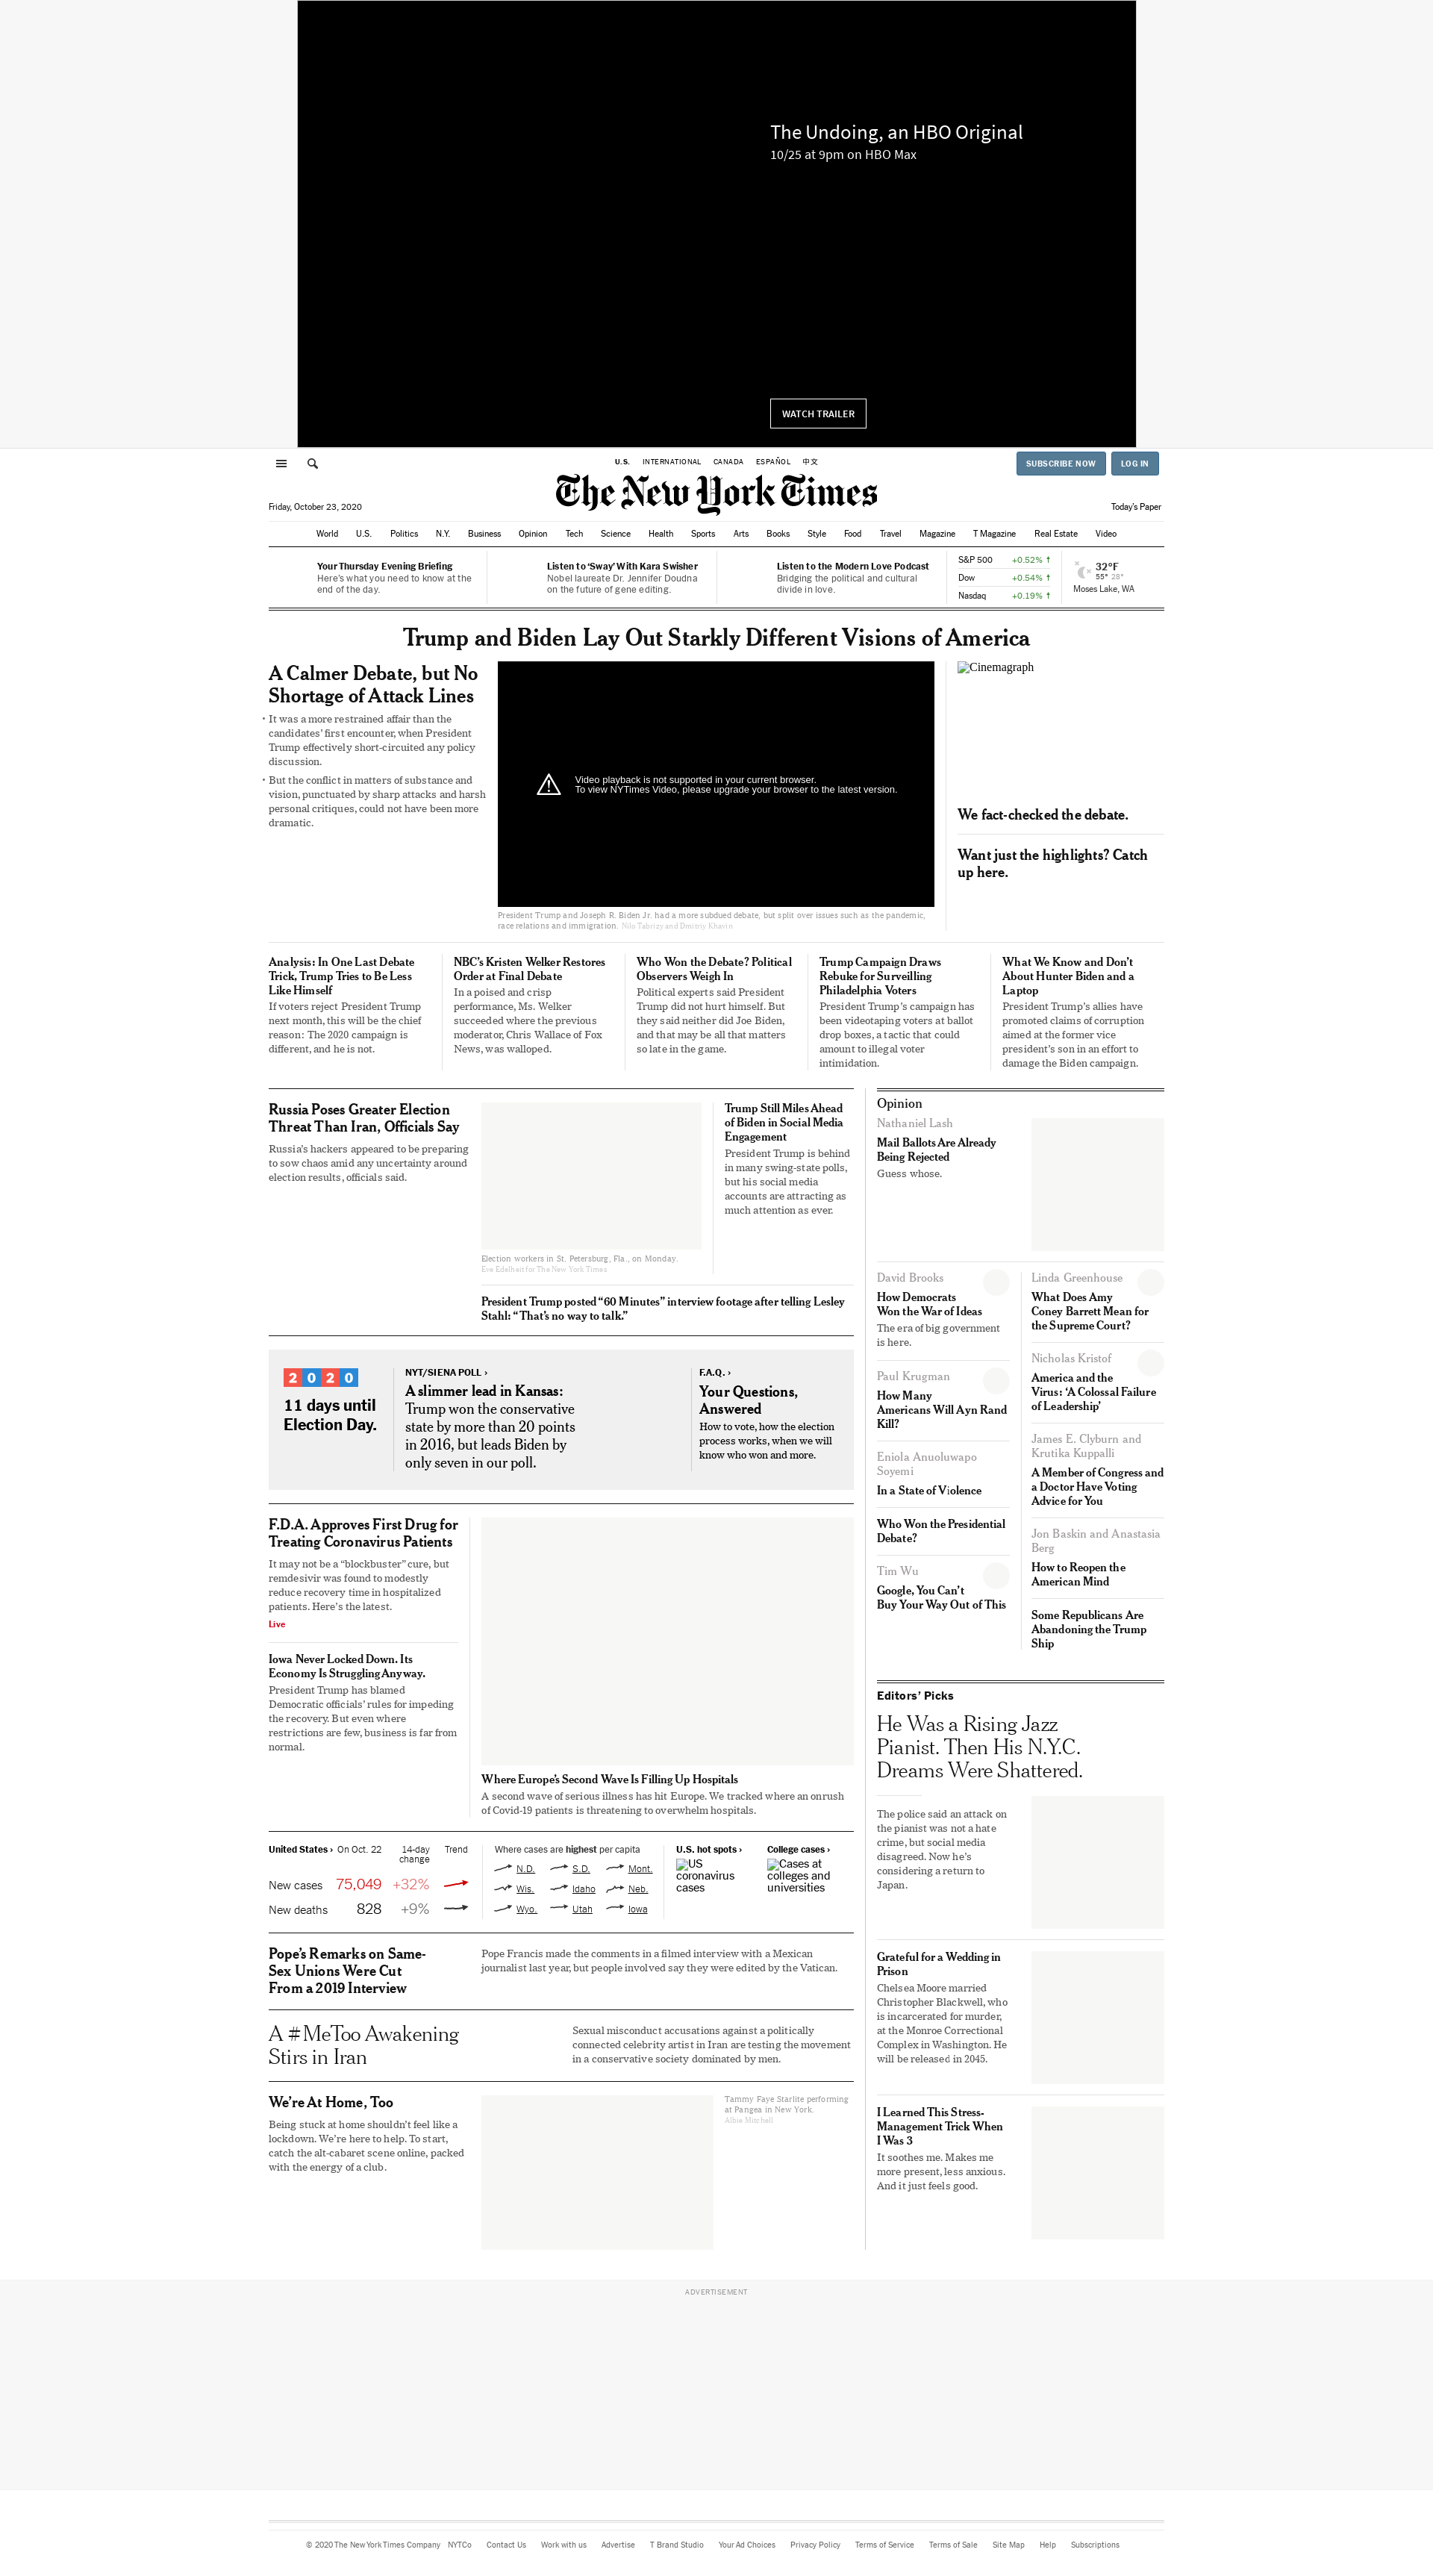 The Undoing, an HBO Original
10/25 at 9pm on HBO Max
WATCH TRAILER
U.S.
INTERNATIONAL
CANADA
ESPAÑOL
中文
SUBSCRIBE NOW
LOG IN
The New York Times
Friday, October 23, 2020
Today's Paper
World
U.S.
Politics
N.Y.
Business
Opinion
Tech
Science
Health
Sports
Arts
Books
Style
Food
Travel
Magazine
T Magazine
Real Estate
Video
Your Thursday Evening Briefing
Here's what you need to know at the
end of the day.
Listen to 'Sway' With Kara Swisher
Nobel laureate Dr. Jennifer Doudna
on the future of gene editing.
Listen to the Modern Love Podcast
Bridging the political and cultural
divide in love.
S&P 500 +0.52% ↑
Dow +0.54% ↑
Nasdaq +0.19% ↑
32°F
55° 28°
Moses Lake, WA
Trump and Biden Lay Out Starkly Different Visions of America
A Calmer Debate, but No
Shortage of Attack Lines
• It was a more restrained affair than the
candidates' first encounter, when President
Trump effectively short-circuited any policy
discussion.
• But the conflict in matters of substance and
vision, punctuated by sharp attacks and harsh
personal critiques, could not have been more
dramatic.
Video playback is not supported in your current browser.
To view NYTimes Video, please upgrade your browser to the latest version.
President Trump and Joseph R. Biden Jr. had a more subdued debate, but split over issues such as the pandemic,
race relations and immigration. Nilo Tabrizy and Dmitriy Khavin
Cinemagraph
We fact-checked the debate.
Want just the highlights? Catch
up here.
Analysis: In One Last Debate
Trick, Trump Tries to Be Less
Like Himself
If voters reject President Trump
next month, this will be the chief
reason: The 2020 campaign is
different, and he is not.
NBC's Kristen Welker Restores
Order at Final Debate
In a poised and crisp
performance, Ms. Welker
succeeded where the previous
moderator, Chris Wallace of Fox
News, was walloped.
Who Won the Debate? Political
Observers Weigh In
Political experts said President
Trump did not hurt himself. But
they said neither did Joe Biden,
and that may be all that matters
so late in the game.
Trump Campaign Draws
Rebuke for Surveilling
Philadelphia Voters
President Trump's campaign has
been videotaping voters at ballot
drop boxes, a tactic that could
amount to illegal voter
intimidation.
What We Know and Don't
About Hunter Biden and a
Laptop
President Trump's allies have
promoted claims of corruption
aimed at the former vice
president's son in an effort to
damage the Biden campaign.
Russia Poses Greater Election
Threat Than Iran, Officials Say
Russia's hackers appeared to be preparing
to sow chaos amid any uncertainty around
election results, officials said.
Election workers in St. Petersburg, Fla., on Monday.
Eve Edelheit for The New York Times
Trump Still Miles Ahead
of Biden in Social Media
Engagement
President Trump is behind
in many swing-state polls,
but his social media
accounts are attracting as
much attention as ever.
President Trump posted "60 Minutes" interview footage after telling Lesley
Stahl: "That's no way to talk."
2020
11 days until
Election Day.
NYT/SIENA POLL ›
A slimmer lead in Kansas:
Trump won the conservative
state by more than 20 points
in 2016, but leads Biden by
only seven in our poll.
F.A.Q. ›
Your Questions,
Answered
How to vote, how the election
process works, when we will
know who won and more.
F.D.A. Approves First Drug for
Treating Coronavirus Patients
It may not be a "blockbuster" cure, but
remdesivir was found to modestly
reduce recovery time in hospitalized
patients. Here's the latest.
Live
Iowa Never Locked Down. Its
Economy Is Struggling Anyway.
President Trump has blamed
Democratic officials' rules for impeding
the recovery. But even where
restrictions are few, business is far from
normal.
Where Europe's Second Wave Is Filling Up Hospitals
A second wave of serious illness has hit Europe. We tracked where an onrush
of Covid-19 patients is threatening to overwhelm hospitals.
United States › On Oct. 22 14-day
change Trend
New cases 75,049 +32%
New deaths 828 +9%
Where cases are highest per capita
N.D. S.D. Mont.
Wis. Idaho Neb.
Wyo. Utah Iowa
U.S. hot spots ›
US
coronavirus
cases
College cases ›
Cases at
colleges and
universities
Pope's Remarks on Same-
Sex Unions Were Cut
From a 2019 Interview
Pope Francis made the comments in a filmed interview with a Mexican
journalist last year, but people involved say they were edited by the Vatican.
A #MeToo Awakening
Stirs in Iran
Sexual misconduct accusations against a politically
connected celebrity artist in Iran are testing the movement
in a conservative society dominated by men.
We're At Home, Too
Being stuck at home shouldn't feel like a
lockdown. We're here to help. To start,
catch the alt-cabaret scene online, packed
with the energy of a club.
Tammy Faye Starlite performing
at Pangea in New York.
Albie Mitchell
Opinion
Nathaniel Lash
Mail Ballots Are Already
Being Rejected
Guess whose.
David Brooks
How Democrats
Won the War of Ideas
The era of big government
is here.
Paul Krugman
How Many
Americans Will Ayn Rand
Kill?
Eniola Anuoluwapo
Soyemi
In a State of Violence
Who Won the Presidential
Debate?
Tim Wu
Google, You Can't
Buy Your Way Out of This
Linda Greenhouse
What Does Amy
Coney Barrett Mean for
the Supreme Court?
Nicholas Kristof
America and the
Virus: 'A Colossal Failure
of Leadership'
James E. Clyburn and
Krutika Kuppalli
A Member of Congress and
a Doctor Have Voting
Advice for You
Jon Baskin and Anastasia
Berg
How to Reopen the
American Mind
Some Republicans Are
Abandoning the Trump
Ship
Editors' Picks
He Was a Rising Jazz
Pianist. Then His N.Y.C.
Dreams Were Shattered.
The police said an attack on
the pianist was not a hate
crime, but social media
disagreed. Now he's
considering a return to
Japan.
Grateful for a Wedding in
Prison
Chelsea Moore married
Christopher Blackwell, who
is incarcerated for murder,
at the Monroe Correctional
Complex in Washington. He
will be released in 2045.
I Learned This Stress-
Management Trick When
I Was 3
It soothes me. Makes me
more present, less anxious.
And it just feels good.
ADVERTISEMENT
© 2020 The New York Times Company
NYTCo
Contact Us
Work with us
Advertise
T Brand Studio
Your Ad Choices
Privacy Policy
Terms of Service
Terms of Sale
Site Map
Help
Subscriptions